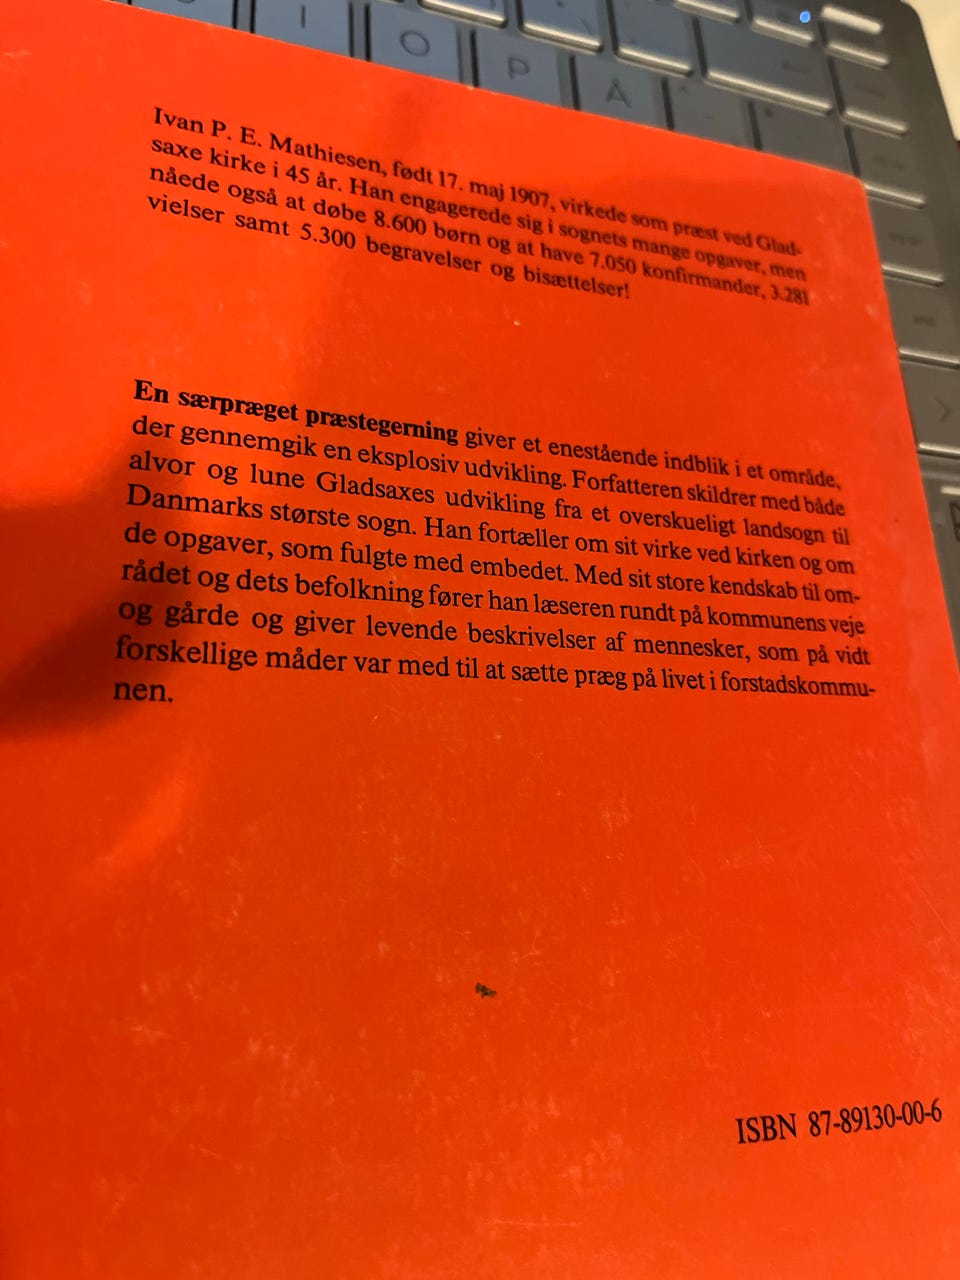 I
O
P
Å
Ivan P. E. Mathiesen, født 17. maj 1907, virkede som præst ved Glad-
saxe kirke i 45 år. Han engagerede sig i sognets mange opgaver, men
nåede også at døbe 8.600 børn og at have 7.050 konfirmander, 3.281
vielser samt 5.300 begravelser og bisættelser!
En særpræget præstegerning giver et enestående indblik i et område,
der gennemgik en eksplosiv udvikling. Forfatteren skildrer med både
alvor og lune Gladsaxes udvikling fra et overskueligt landsogn til
Danmarks største sogn. Han fortæller om sit virke ved kirken og om
de opgaver, som fulgte med embedet. Med sit store kendskab til om-
rådet og dets befolkning fører han læseren rundt på kommunens veje
og gårde og giver levende beskrivelser af mennesker, som på vidt
forskellige måder var med til at sætte præg på livet i forstadskommu-
nen.
ISBN 87-89130-00-6